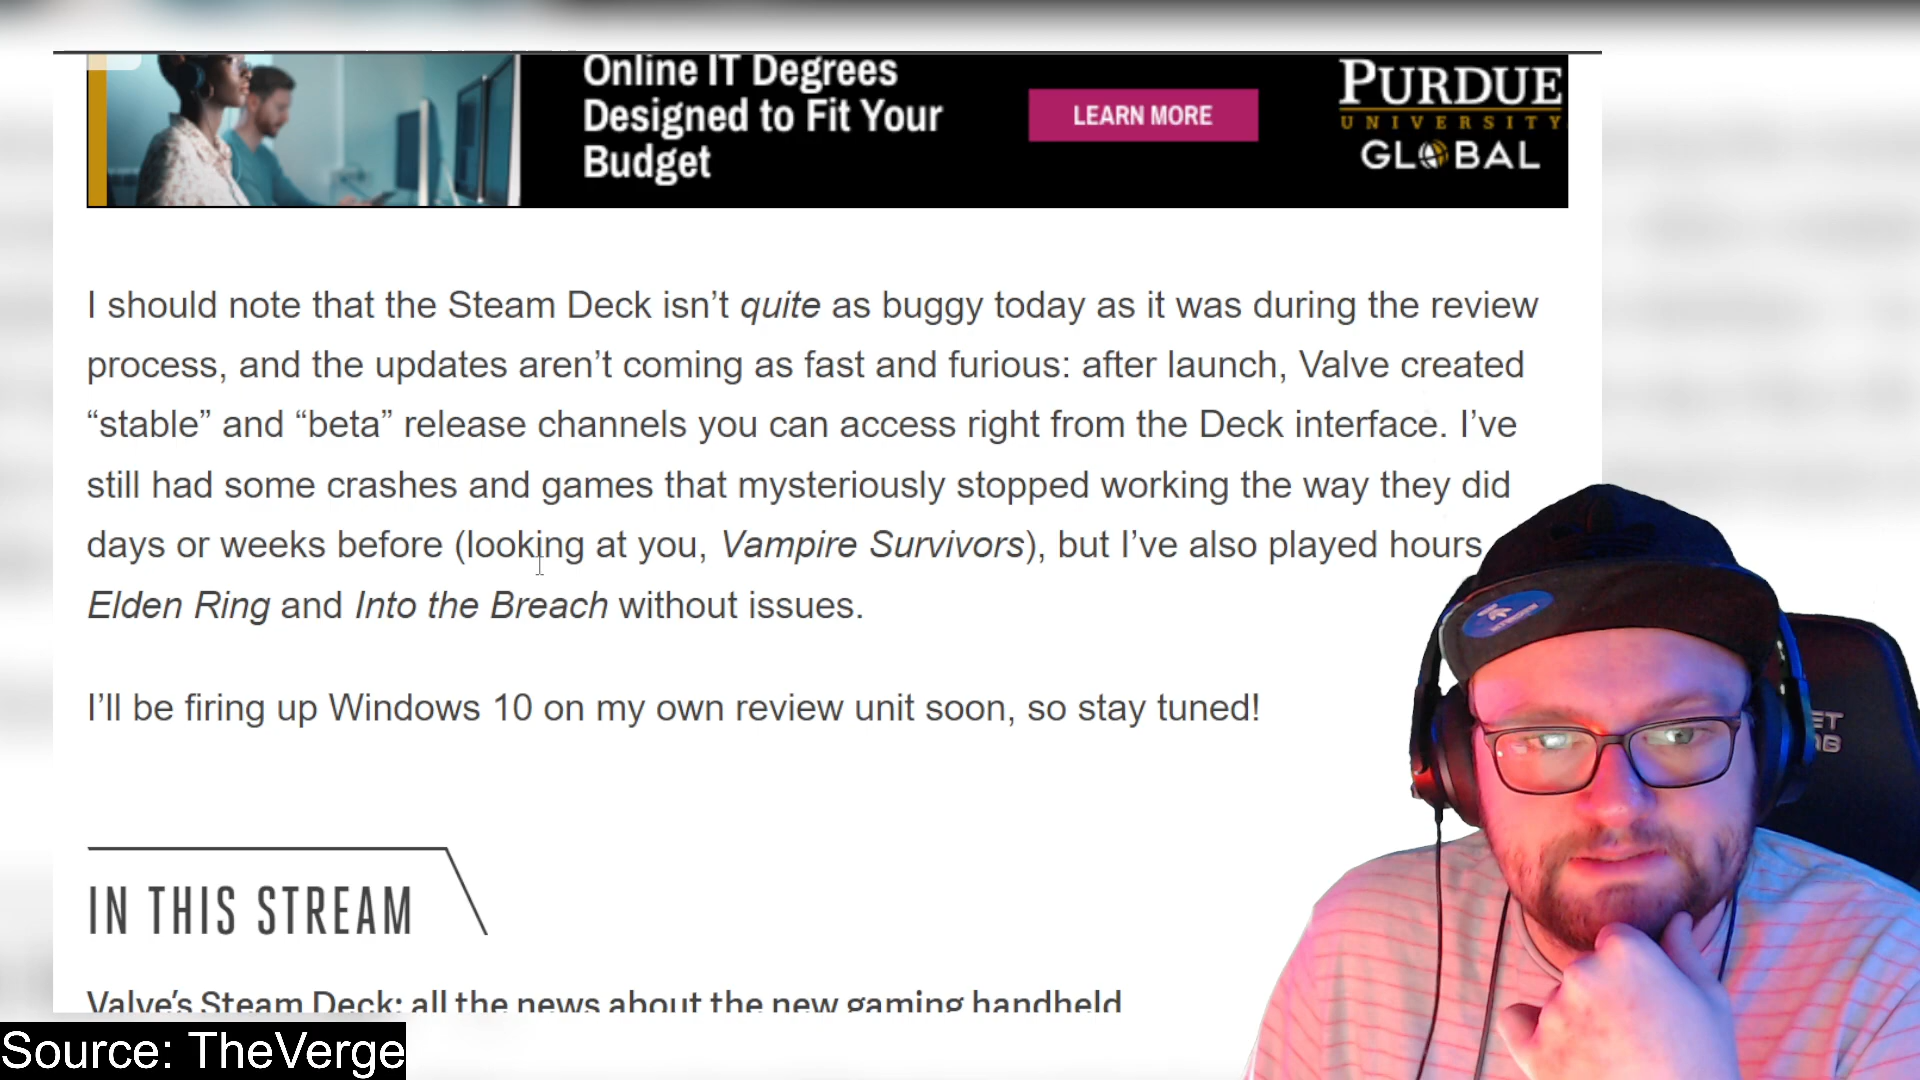 Online IT Degrees
Designed to Fit Your
Budget
LEARN MORE
PURDUE
UNIVERSITY
GLOBAL
I should note that the Steam Deck isn’t quite as buggy today as it was during the review
process, and the updates aren’t coming as fast and furious: after launch, Valve created
“stable” and “beta” release channels you can access right from the Deck interface. I’ve
still had some crashes and games that mysteriously stopped working the way they did
days or weeks before (looking at you, Vampire Survivors), but I’ve also played hours
Elden Ring and Into the Breach without issues.
I’ll be firing up Windows 10 on my own review unit soon, so stay tuned!
IN THIS STREAM
Valve’s Steam Deck: all the news about the new gaming handheld
Source: TheVerge